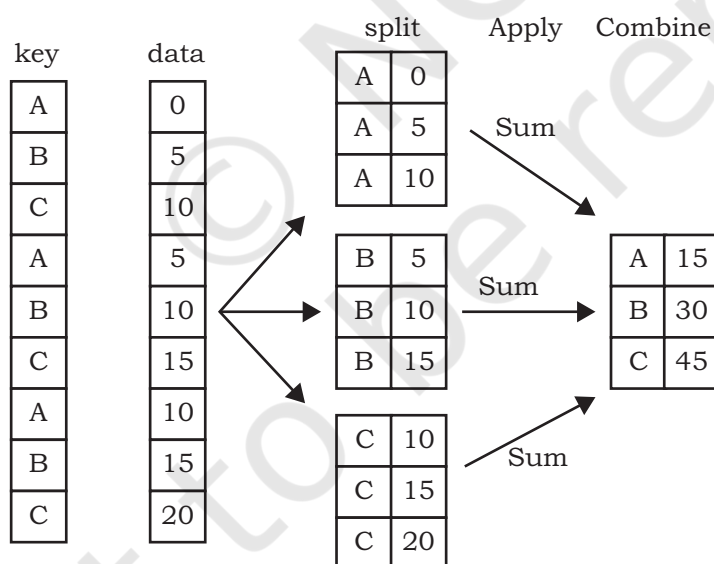 split Apply Combine
key data
A 0
B 5
C 10
A 5
B 10
C 15
A 10
B 15
C 20
A 0
A 5
A 10
B 5
B 10
B 15
C 10
C 15
C 20
Sum
Sum
Sum
A 15
B 30
C 45